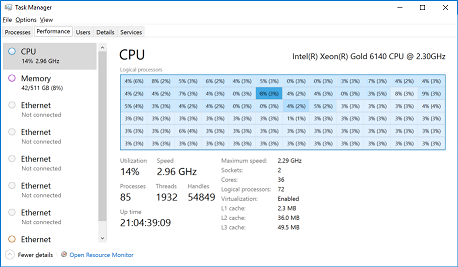 Task Manager
File Options View
Processes Performance Users Details Services
CPU
14% 2.96 GHz
Memory
42/511 GB (8%)
Ethernet
Not connected
Ethernet
Not connected
Ethernet
Not connected
Ethernet
Not connected
Ethernet
Not connected
Ethernet
CPU
Intel(R) Xeon(R) Gold 6140 CPU @ 2.30GHz
Logical processors
4% (6%) 8% (2%) 5% (3%) 6% (2%) 4% (3%) 5% (3%) 0% (0%) 0% (0%) 3% (3%) 7% (3%) 4% (2%) 4% (3%)
4% (2%) 4% (2%) 7% (3%) 3% (3%) 0% (0%) 8% (3%) 4% (2%) 4% (3%) 0% (3%) 3% (5%) 8% (3%) 9% (3%)
5% (4%) 3% (3%) 4% (2%) 4% (2%) 0% (3%) 0% (3%) 4% (2%) 5% (2%) 3% (3%) 3% (3%) 3% (3%) 4% (4%)
3% (3%) 3% (3%) 3% (3%) 3% (3%) 3% (3%) 3% (3%) 1% (1%) 3% (3%) 3% (3%) 3% (3%) 3% (3%) 3% (3%)
3% (3%) 3% (3%) 6% (4%) 3% (3%) 3% (3%) 3% (3%) 3% (3%) 3% (3%) 3% (3%) 3% (3%) 3% (3%) 3% (3%)
3% (3%) 3% (3%) 3% (3%) 3% (3%) 3% (3%) 3% (3%) 3% (3%) 3% (3%) 3% (3%) 3% (3%) 3% (3%) 3% (3%)
Utilization Speed
14% 2.96 GHz
Processes Threads Handles
85 1932 54849
Up time
21:04:39:09
Maximum speed: 2.29 GHz
Sockets: 2
Cores: 36
Logical processors: 72
Virtualization: Enabled
L1 cache: 2.3 MB
L2 cache: 36.0 MB
L3 cache: 49.5 MB
Fewer details Open Resource Monitor